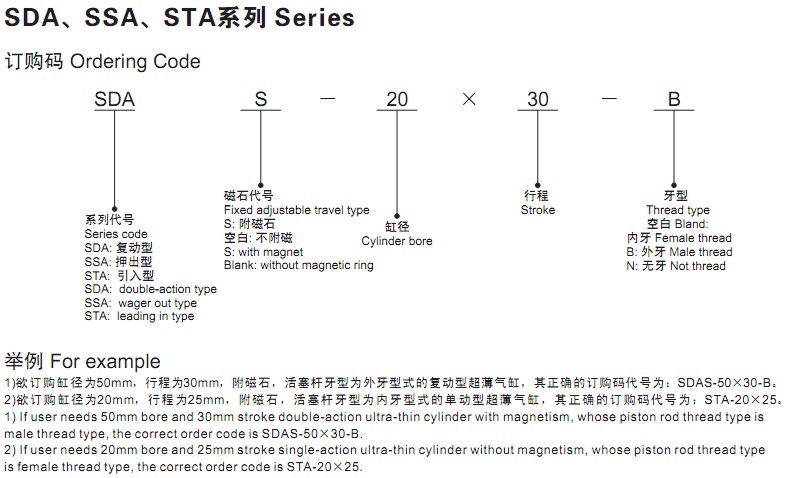 SDA、SSA、STA系列 Series
订购码 Ordering Code
SDA S － 20 × 30 － B
系列代号
Series code
SDA: 复动型
SSA: 押出型
STA: 引入型
SDA: double-action type
SSA: wager out type
STA: leading in type
磁石代号
Fixed adjustable travel type
S: 附磁石
空白: 不附磁
S: with magnet
Blank: without magnetic ring
缸径
Cylinder bore
行程
Stroke
牙型
Thread type
空白 Bland:
内牙 Female thread
B: 外牙 Male thread
N: 无牙 Not thread
举例 For example
1)欲订购缸径为50mm，行程为30mm，附磁石，活塞杆牙型为外牙型式的复动型超薄气缸，其正确的订购码代号为：SDAS-50×30-B。
2)欲订购缸径为20mm，行程为25mm，附磁石，活塞杆牙型为内牙型式的单动型超薄气缸，其正确的订购码代号为：STA-20×25。
1) If user needs 50mm bore and 30mm stroke double-action ultra-thin cylinder with magnetism, whose piston rod thread type is
male thread type, the correct order code is SDAS-50×30-B.
2) If user needs 20mm bore and 25mm stroke single-action ultra-thin cylinder without magnetism, whose piston rod thread type
is female thread type, the correct order code is STA-20×25.